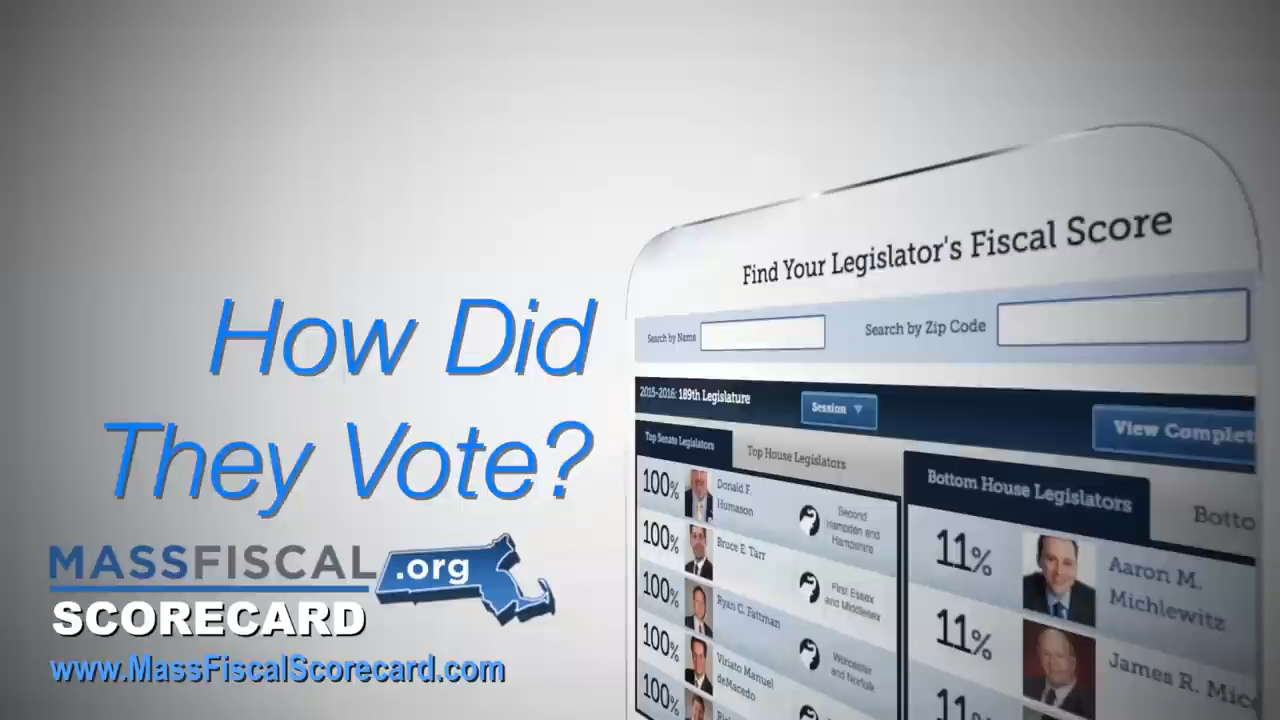 Find Your Legislator's Fiscal Score
Search by Name
Search by Zip Code
How Did
They Vote?
2015-2016: 189th Legislature
Session
View Complet
Top Senate Legislators
Top House Legislators
Bottom House Legislators
Botto
100%
Donald F.
Humason
Second
Hampden and
Hampshire
100%
Bruce E. Tarr
First Essex
and Middlesex
100%
Ryan C. Fattman
Worcester
and Norfolk
100%
Viriato Manuel
deMacedo
100%
11%
Aaron M.
Michlewitz
11%
James R. Mic
11
MASSFISCAL.org
SCORECARD
www.MassFiscalScorecard.com